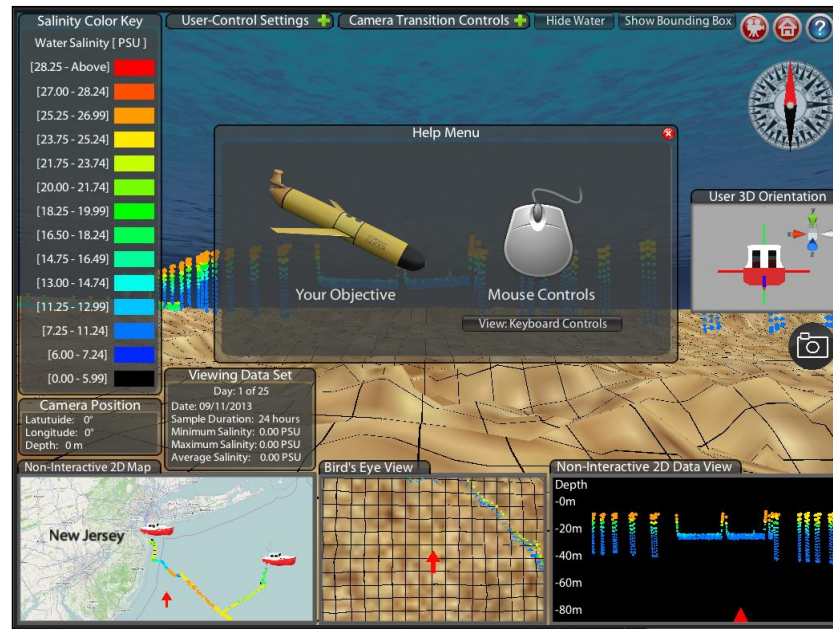 Salinity Color Key
Water Salinity [ PSU ]
[28.25 - Above]
[27.00 - 28.24]
[25.25 - 26.99]
[23.75 - 25.24]
[21.75 - 23.74]
[20.00 - 21.74]
[18.25 - 19.99]
[16.50 - 18.24]
[14.75 - 16.49]
[13.00 - 14.74]
[11.25 - 12.99]
[7.25 - 11.24]
[6.00 - 7.24]
[0.00 - 5.99]
User-Control Settings
Camera Transition Controls
Hide Water
Show Bounding Box
?
Help Menu
Your Objective
Mouse Controls
View: Keyboard Controls
User 3D Orientation
y
x
z
Camera Position
Latutuide: 0°
Longitude: 0°
Depth: 0 m
Viewing Data Set
Day: 1 of 25
Date: 09/11/2013
Sample Duration: 24 hours
Minimum Salinity: 0.00 PSU
Maximum Salinity: 0.00 PSU
Average Salinity: 0.00 PSU
Non-Interactive 2D Map
New Jersey
Bird's Eye View
Non-Interactive 2D Data View
Depth
-0m
-20m
-40m
-60m
-80m